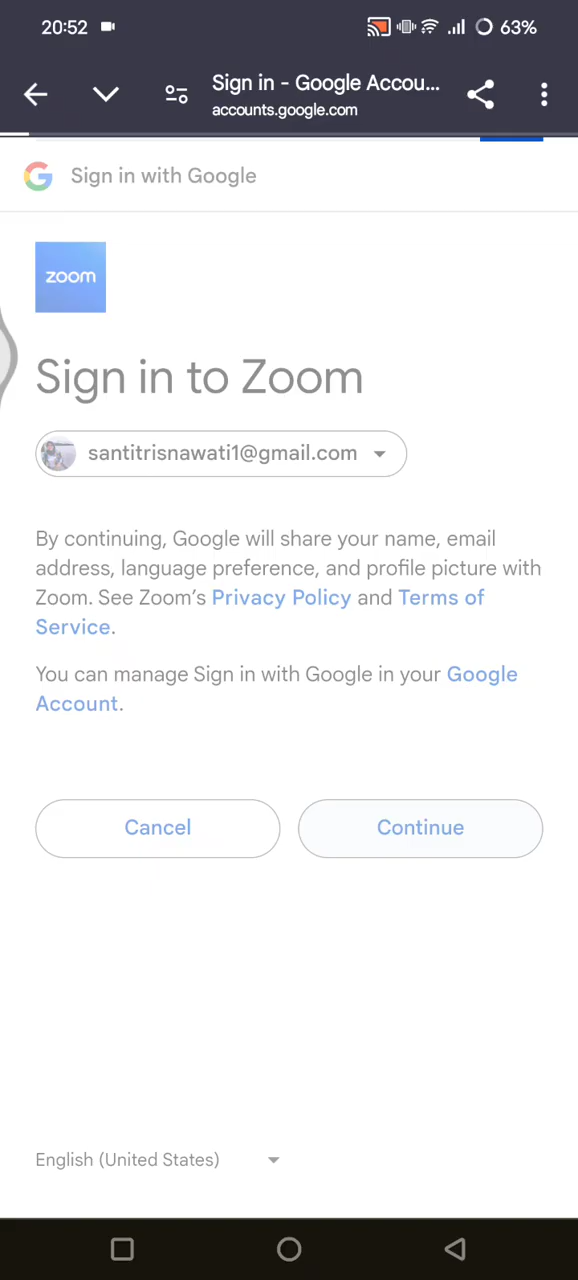 20:52
63%
Sign in - Google Accou...
accounts.google.com
Sign in with Google
zoom
Sign in to Zoom
santitrisnawati1@gmail.com
By continuing, Google will share your name, email
address, language preference, and profile picture with
Zoom. See Zoom’s Privacy Policy and Terms of
Service.
You can manage Sign in with Google in your Google
Account.
Cancel
Continue
English (United States)